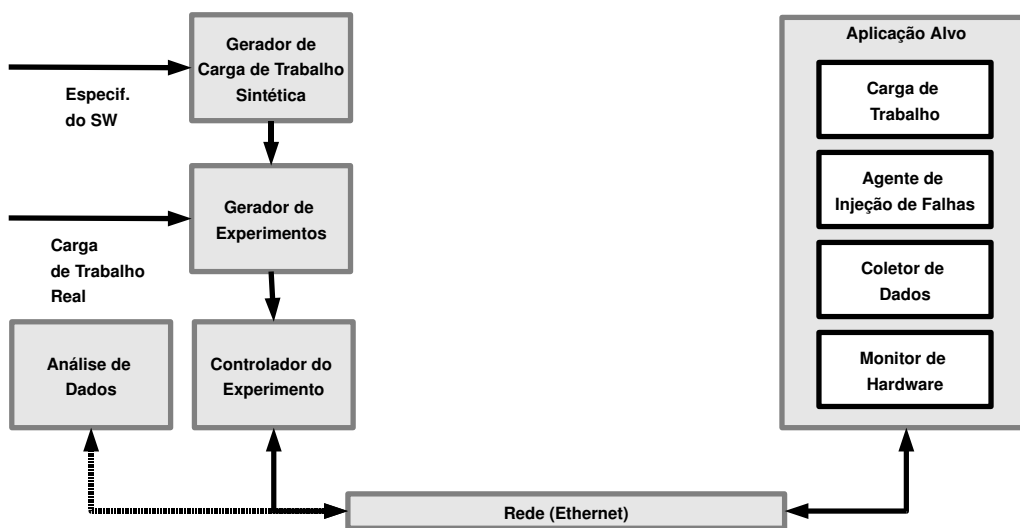 Gerador de
Carga de Trabalho
Sintética
Especif.
do SW
Gerador de
Experimentos
Carga
de Trabalho
Real
Análise de
Dados
Controlador do
Experimento
Aplicação Alvo
Carga de
Trabalho
Agente de
Injeção de Falhas
Coletor de
Dados
Monitor de
Hardware
Rede (Ethernet)